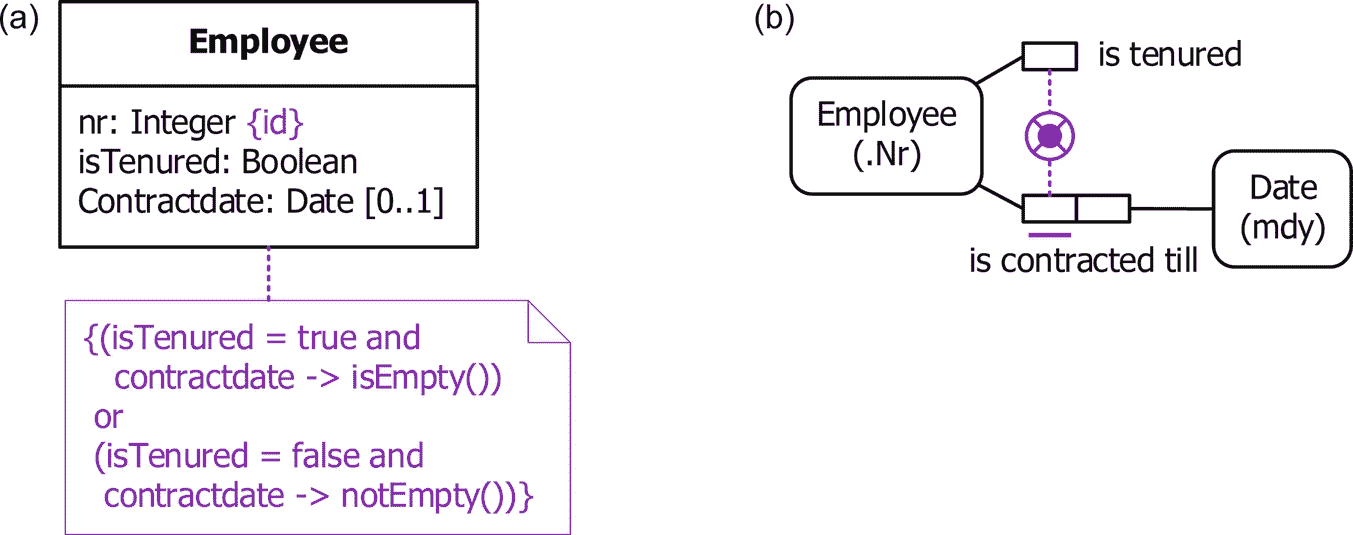 (a)
Employee
nr: Integer {id}
isTenured: Boolean
Contractdate: Date [0..1]
{(isTenured = true and
contractdate -> isEmpty())
or
(isTenured = false and
contractdate -> notEmpty())}
(b)
is tenured
Employee
(.Nr)
Date
(mdy)
is contracted till